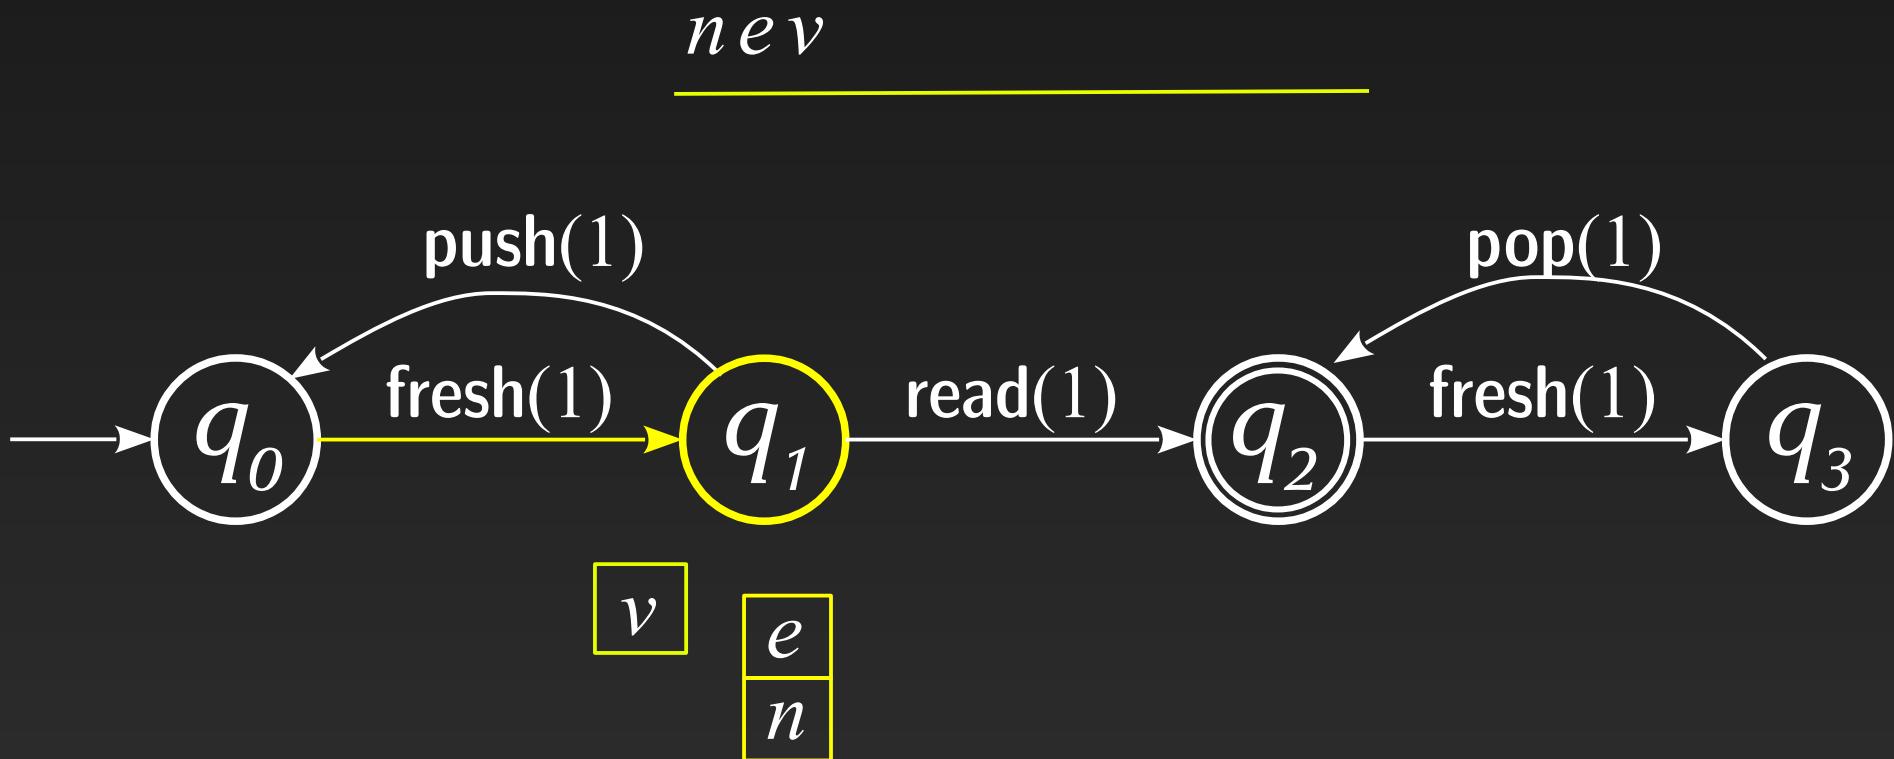 n e v
push(1) pop(1)
fresh(1) read(1) fresh(1)
q0 q1 q2 q3
v
e
n